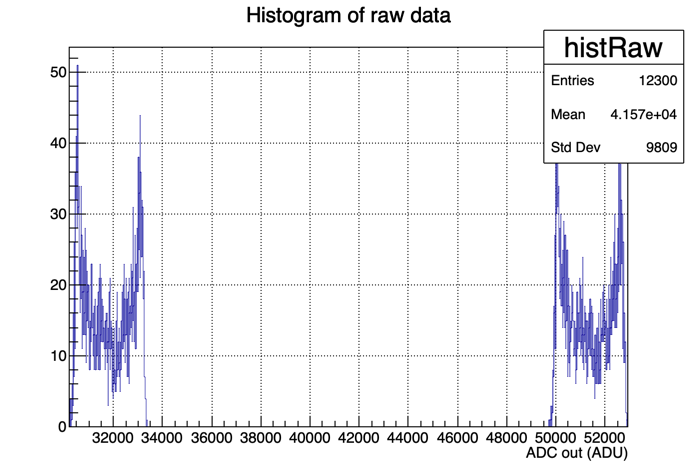 Histogram of raw data
histRaw
Entries 12300
Mean 4.157e+04
Std Dev 9809
50
40
30
20
10
0
32000 34000 36000 38000 40000 42000 44000 46000 48000 50000 52000
ADC out (ADU)